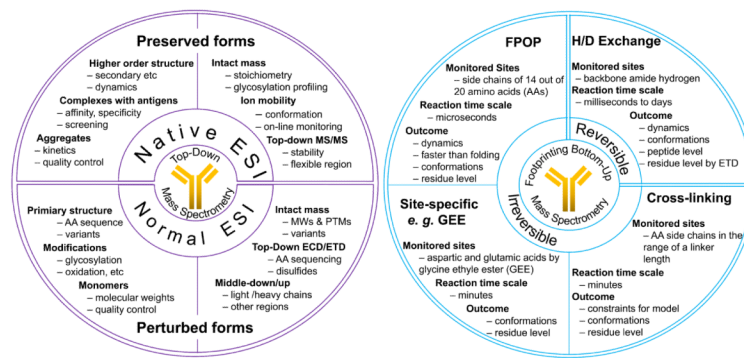 Preserved forms
Higher order structure
– secondary etc
– dynamics
Complexes with antigens
– affinity, specificity
– screening
Aggregates
– kinetics
– quality control
Intact mass
– stoichiometry
– glycosylation profiling
Ion mobility
– conformation
– on-line monitoring
Top-down MS/MS
– stability
– flexible region
Native ESI
Top-Down
Mass Spectrometry
Normal ESI
Primiary structure
– AA sequence
– variants
Modifications
– glycosylation
– oxidation, etc
Monomers
– molecular weights
– quality control
Intact mass
– MWs & PTMs
– variants
Top-Down ECD/ETD
– AA sequencing
– disulfides
Middle-down/up
– light /heavy chains
– other regions
Perturbed forms
FPOP
Monitored Sites
– side chains of 14 out of
20 amino acids (AAs)
Reaction time scale
– microseconds
Outcome
– dynamics
– faster than folding
– conformations
– residue level
H/D Exchange
Monitored sites
– backbone amide hydrogen
Reaction time scale
– milliseconds to days
Outcome
– dynamics
– conformations
– peptide level
– residue level by ETD
Reversible
Footprinting Bottom-Up
Mass Spectrometry
Irreversible
Site-specific
e. g. GEE
Monitored sites
– aspartic and glutamic acids by
glycine ethyle ester (GEE)
Reaction time scale
– minutes
Outcome
– conformations
– residue level
Cross-linking
Monitored sites
– AA side chains in the
range of a linker
length
Reaction time scale
– minutes
Outcome
– constraints for model
– conformations
– residue level